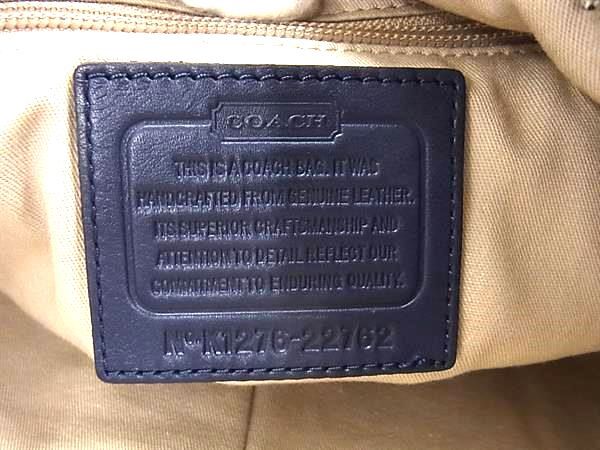 COACH
THIS IS A COACH BAG. IT WAS
HANDCRAFTED FROM GENUINE LEATHER.
ITS SUPERIOR CRAFTSMANSHIP AND
ATTENTION TO DETAIL REFLECT OUR
COMMITMENT TO ENDURING QUALITY.
No K1276-22762